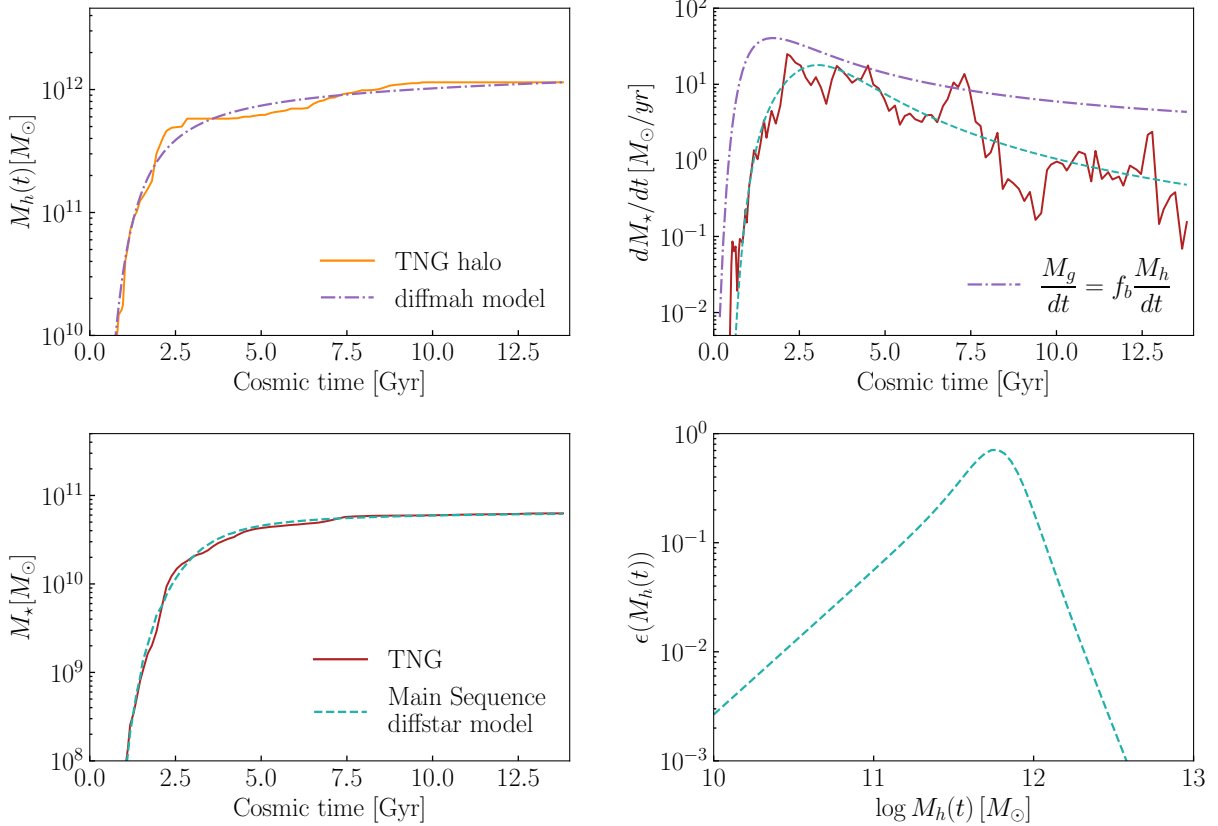 10^{12}
10^{11}
10^{10}
M_h(t)[M_⊙]
TNG halo
diffmah model
0.0 2.5 5.0 7.5 10.0 12.5
Cosmic time [Gyr]
10^2
10^1
10^0
10^{-1}
10^{-2}
dM_⋆/dt [M_⊙/yr]
M_g/dt = f_b M_h/dt
0.0 2.5 5.0 7.5 10.0 12.5
Cosmic time [Gyr]
10^{11}
10^{10}
10^9
10^8
M_⋆[M_⊙]
TNG
Main Sequence
diffstar model
0.0 2.5 5.0 7.5 10.0 12.5
Cosmic time [Gyr]
10^0
10^{-1}
10^{-2}
10^{-3}
ϵ(M_h(t))
10 11 12 13
log M_h(t) [M_⊙]